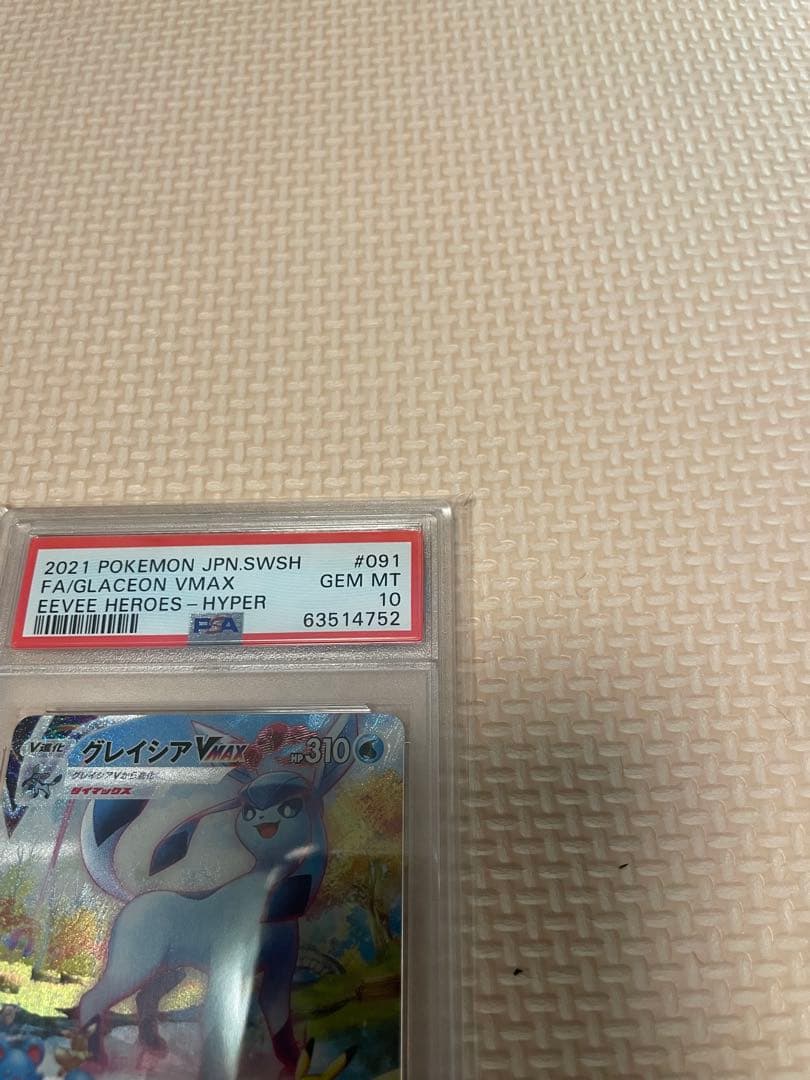 2021 POKEMON JPN.SWSH #091
FA/GLACEON VMAX GEM MT
EEVEE HEROES-HYPER 10
63514752
PSA
V進化 グレイシアVMAX HP310
グレイシアVから進化
ダイマックス